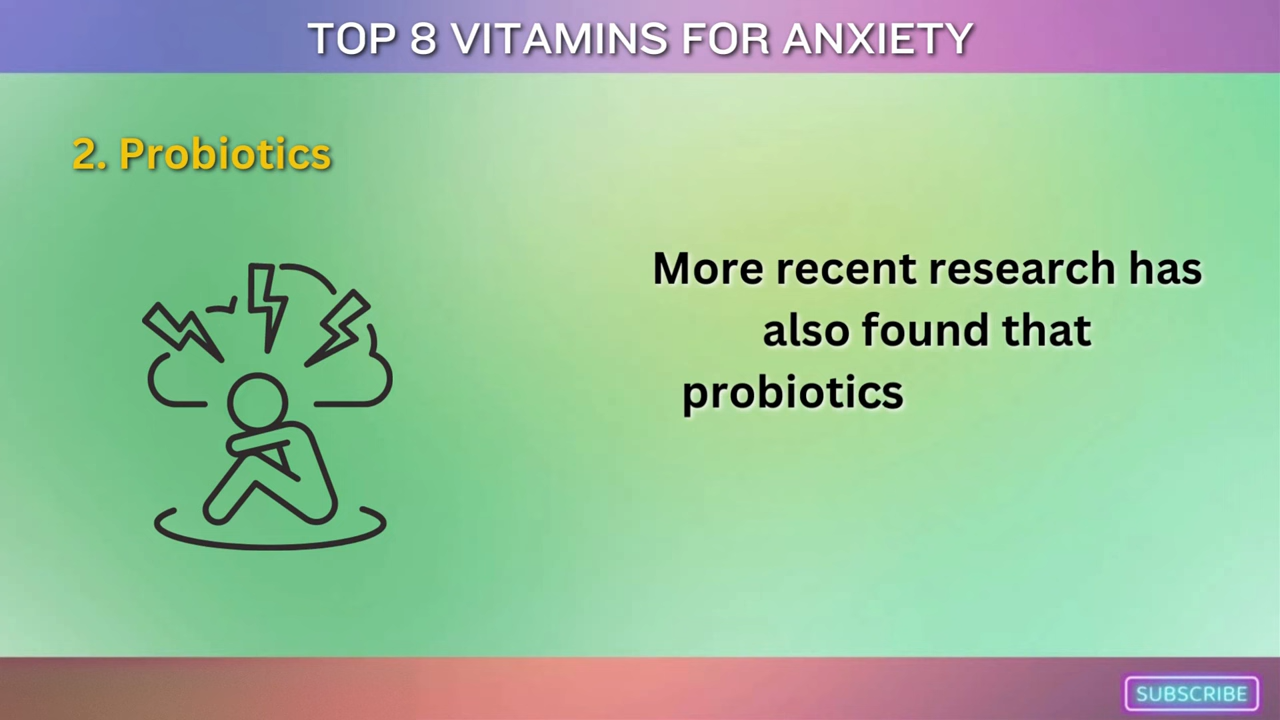 TOP 8 VITAMINS FOR ANXIETY
2. Probiotics
More recent research has
also found that
probiotics
SUBSCRIBE